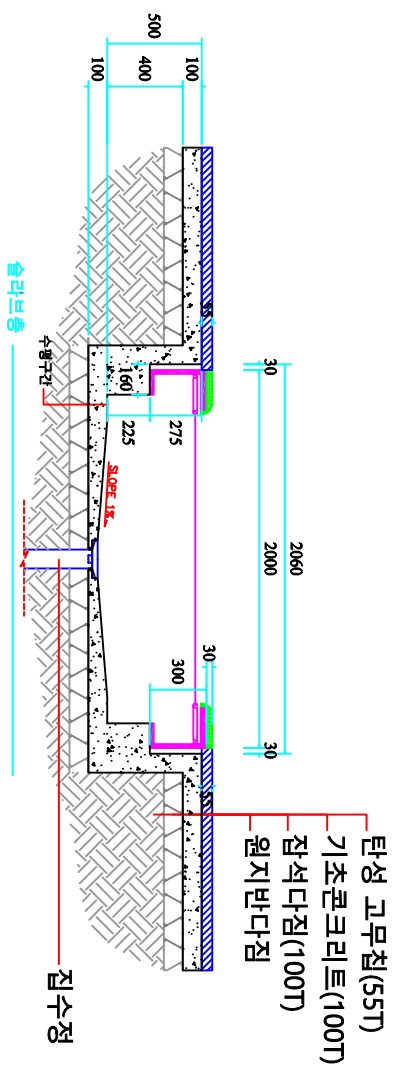 탄성 고무칩(55T)
기초콘크리트(100T)
잡석다짐(100T)
원지반다짐
2060
30
2000
30
500
100
400
100
55
30
55
160
275
225
300
수평구간
SLOPE 1%
슬라브층
집수정